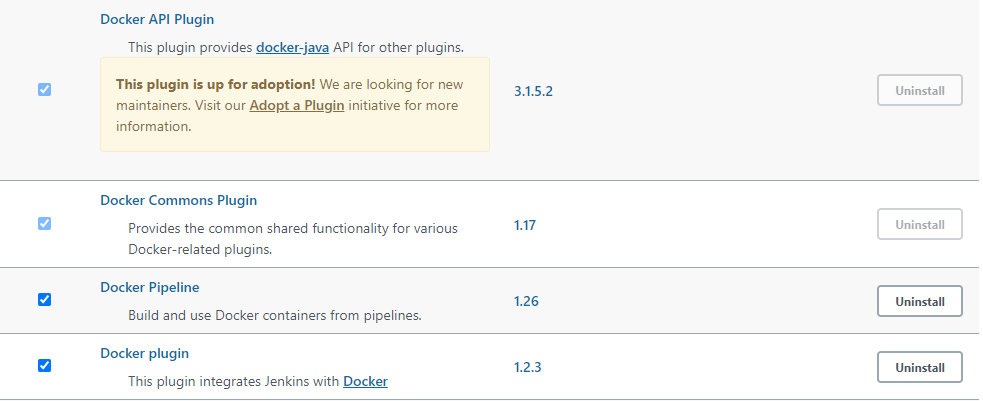 Docker API Plugin
This plugin provides docker-java API for other plugins.
This plugin is up for adoption! We are looking for new
maintainers. Visit our Adopt a Plugin initiative for more
information.
3.1.5.2
Uninstall
Docker Commons Plugin
Provides the common shared functionality for various
Docker-related plugins.
1.17
Uninstall
Docker Pipeline
Build and use Docker containers from pipelines.
1.26
Uninstall
Docker plugin
This plugin integrates Jenkins with Docker
1.2.3
Uninstall